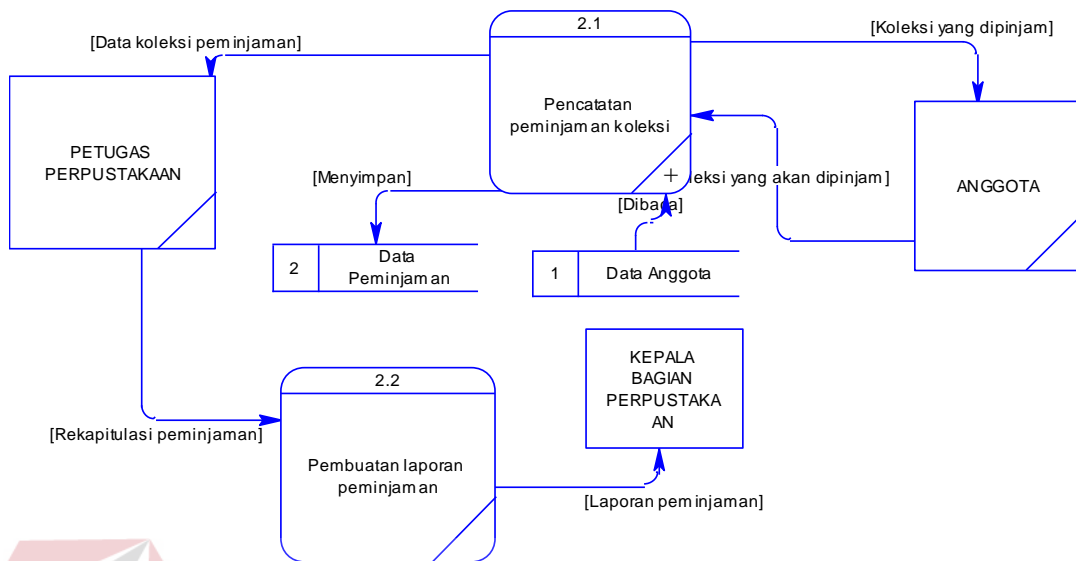 2.1
[Data koleksi peminjaman]
[Koleksi yang dipinjam]
Pencatatan
peminjaman koleksi
PETUGAS
PERPUSTAKAAN
[Menyimpan]
+
yang akan dipinjam]
ANGGOTA
[Dibaca]
2
Data
Peminjaman
1
Data Anggota
KEPALA
BAGIAN
PERPUSTAKA
AN
2.2
[Rekapitulasi peminjaman]
Pembuatan laporan
peminjaman
[Laporan peminjaman]